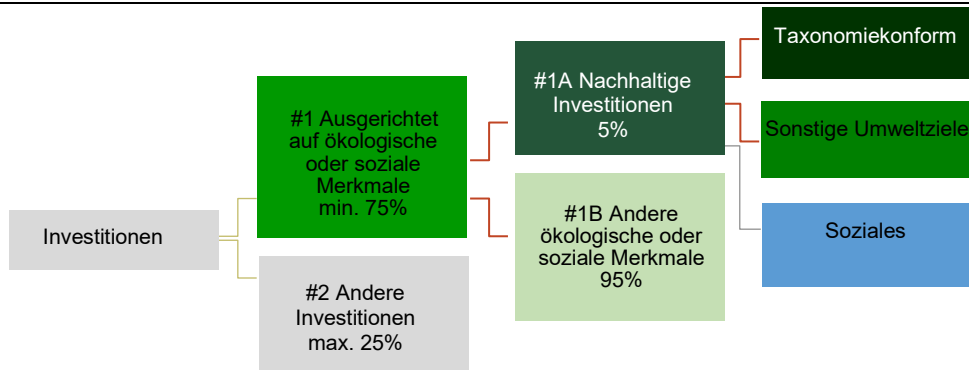 Investitionen
#1 Ausgerichtet
auf ökologische
oder soziale
Merkmale
min. 75%
#2 Andere
Investitionen
max. 25%
#1A Nachhaltige
Investitionen
5%
#1B Andere
ökologische oder
soziale Merkmale
95%
Taxonomiekonform
Sonstige Umweltziele
Soziales